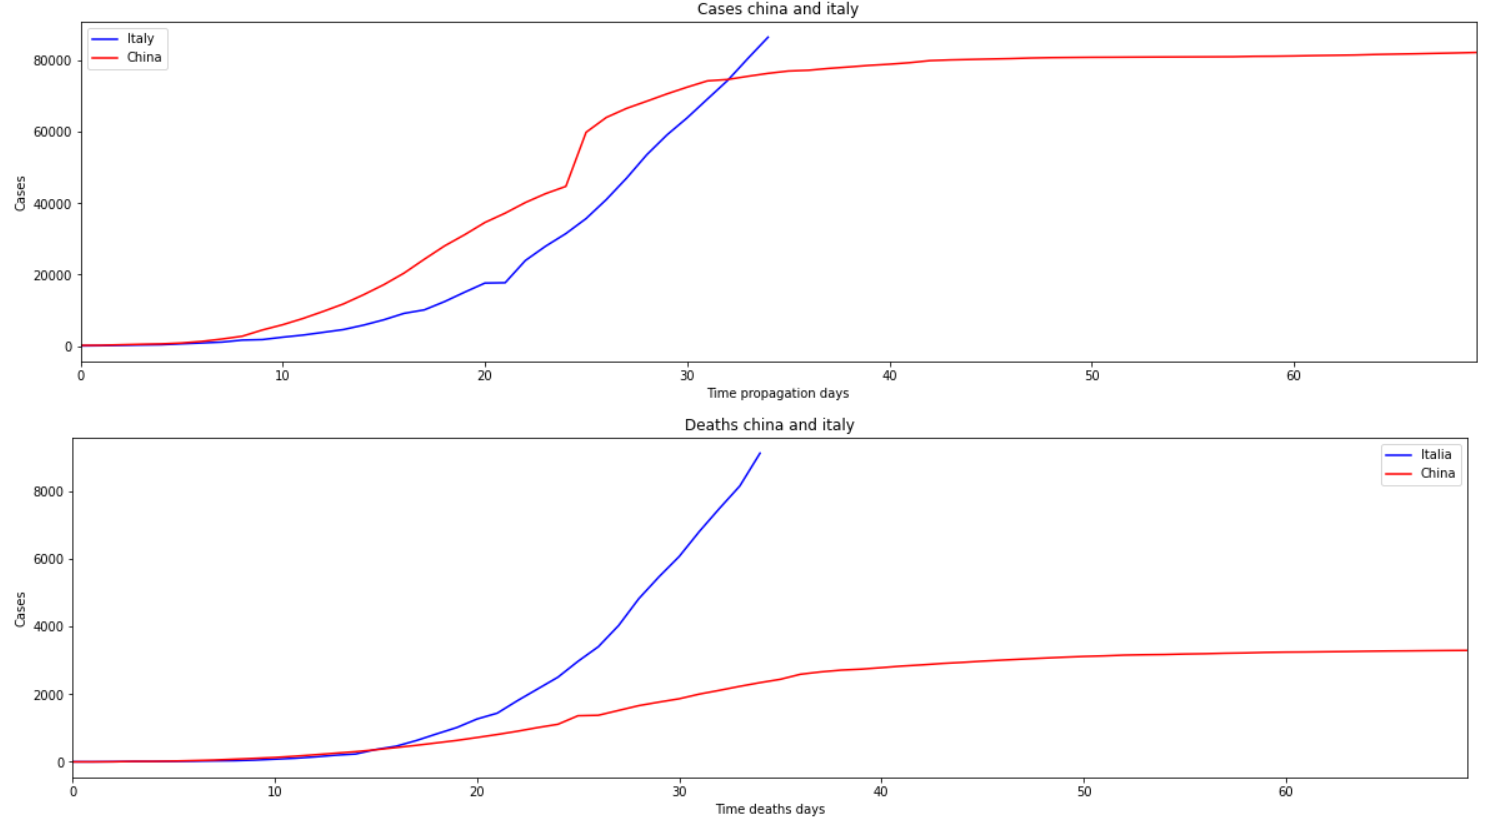 Cases china and italy
Italy
China
80000
60000
40000
20000
0
Cases
0 10 20 30 40 50 60
Time propagation days
Deaths china and italy
Italia
China
8000
6000
4000
2000
0
Cases
0 10 20 30 40 50 60
Time deaths days